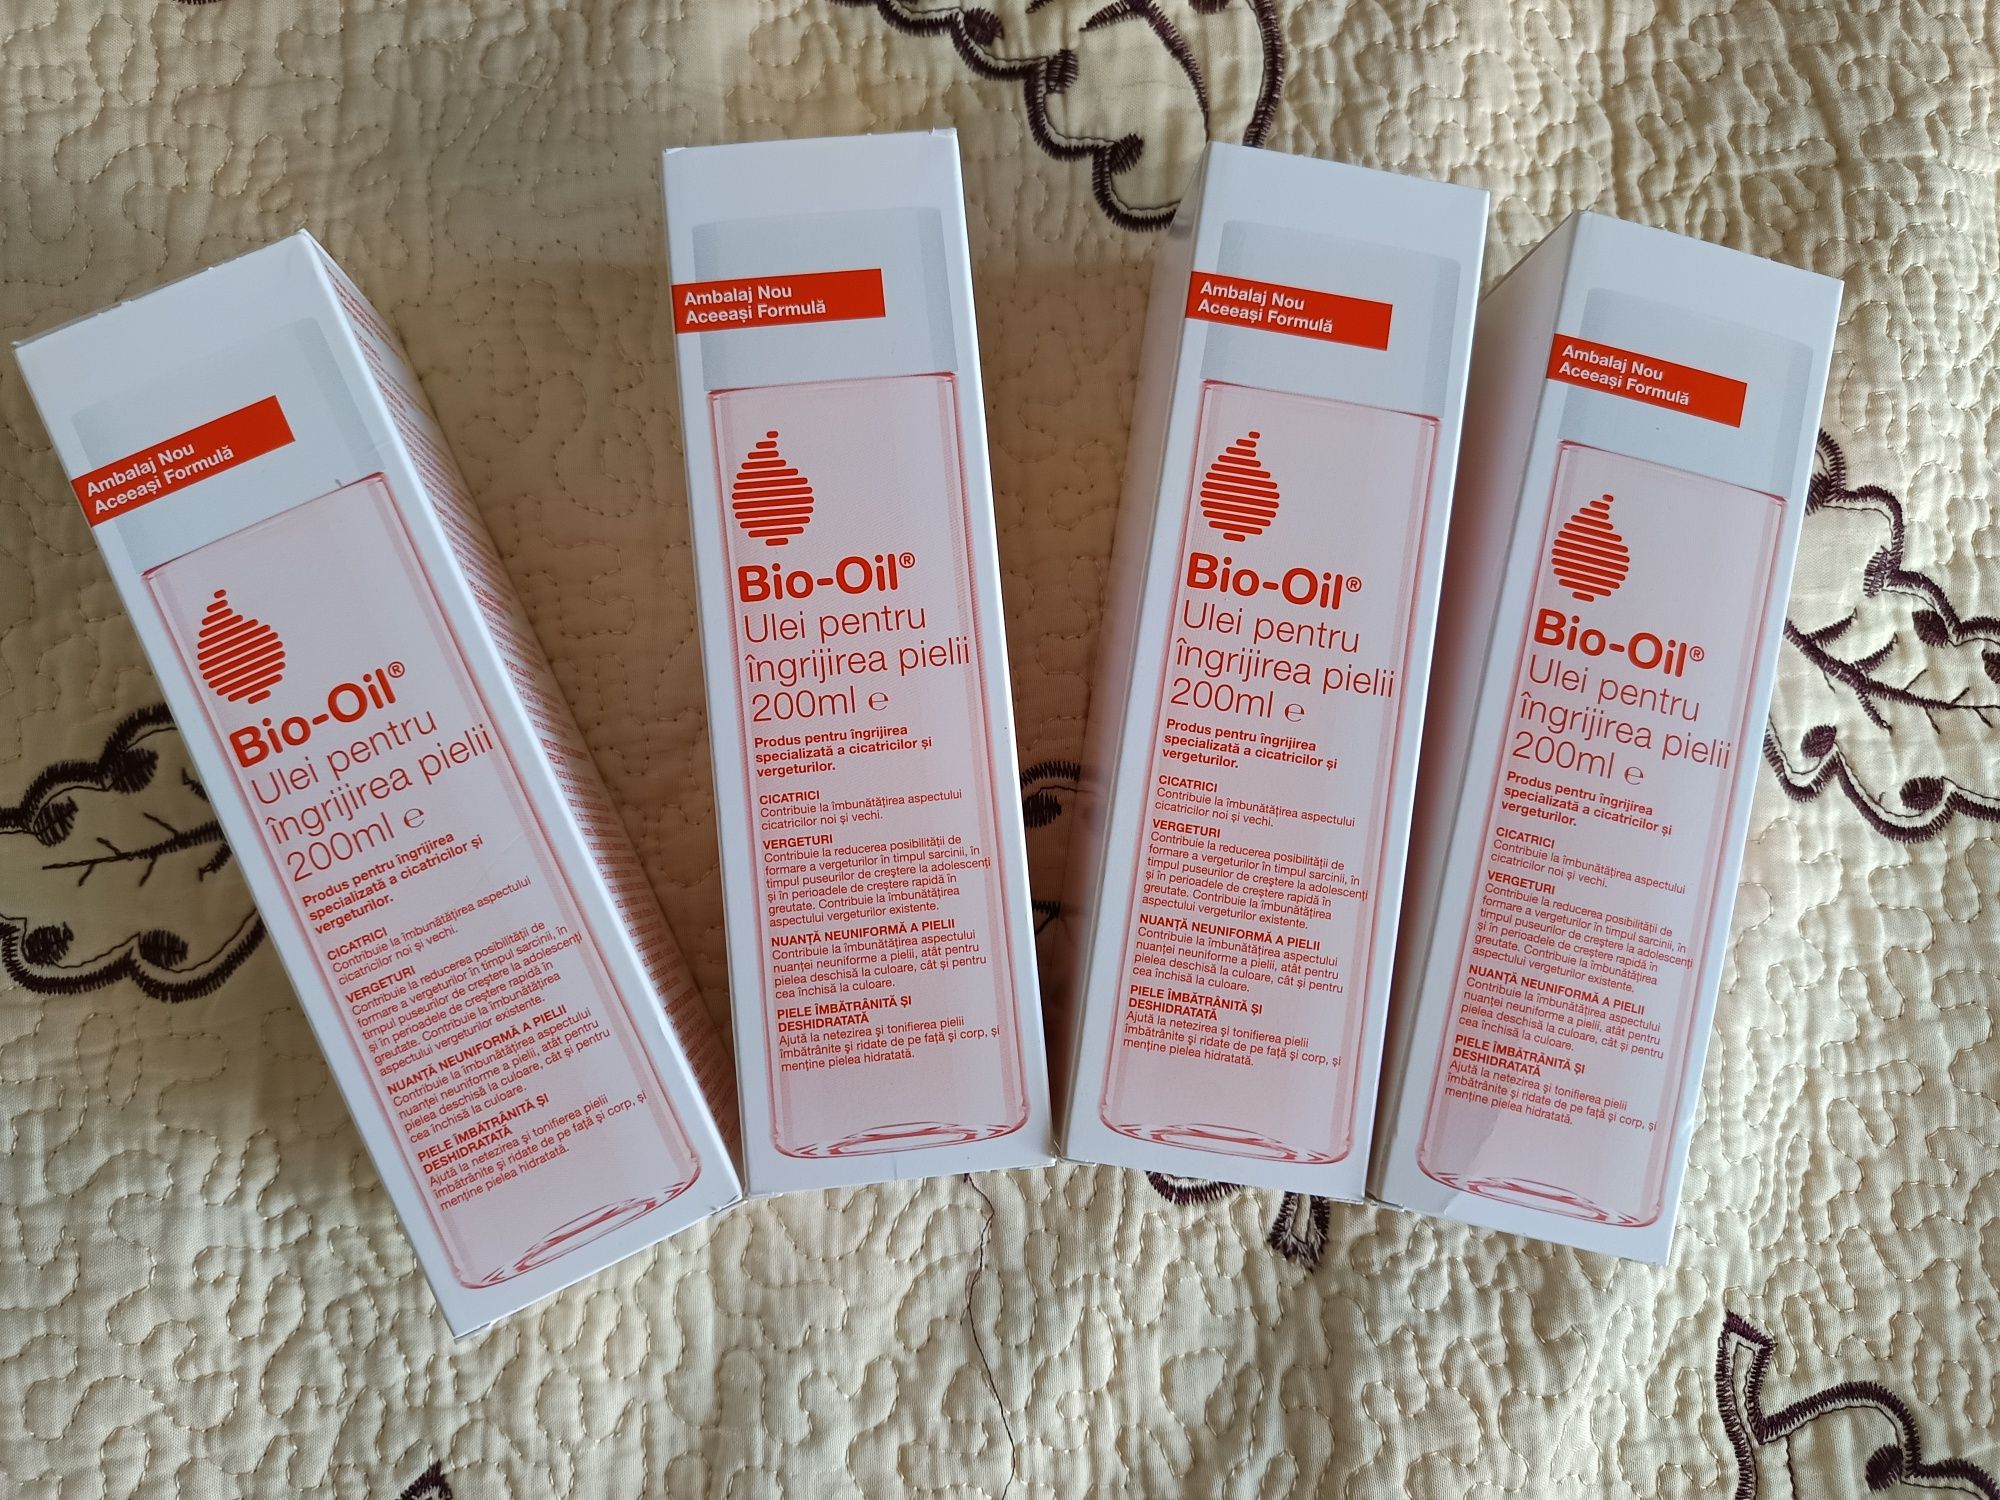 Ambalaj Nou
Aceeași Formulă
Bio-Oil®
Ulei pentru
îngrijirea pielii
200ml e
Produs pentru îngrijirea
specializată a cicatricilor și
vergeturilor.
CICATRICI
Contribuie la îmbunătățirea aspectului
cicatricilor noi și vechi.
VERGETURI
Contribuie la reducerea posibilității de
formare a vergeturilor în timpul sarcinii, în
timpul puseurilor de creștere la adolescenți
și în perioadele de creștere rapidă în
greutate. Contribuie la îmbunătățirea
aspectului vergeturilor existente.
NUANȚĂ NEUNIFORMĂ A PIELII
Contribuie la îmbunătățirea aspectului
nuanței neuniforme a pielii, atât pentru
pielea deschisă la culoare, cât și pentru
cea închisă la culoare.
PIELE ÎMBĂTRÂNITĂ ȘI
DESHIDRATATĂ
Ajută la netezirea și tonifierea pielii
îmbătrânite și ridate de pe față și corp, și
menține pielea hidratată.
Ambalaj Nou
Aceeași Formulă
Bio-Oil®
Ulei pentru
îngrijirea pielii
200ml e
Produs pentru îngrijirea
specializată a cicatricilor și
vergeturilor.
CICATRICI
Contribuie la îmbunătățirea aspectului
cicatricilor noi și vechi.
VERGETURI
Contribuie la reducerea posibilității de
formare a vergeturilor în timpul sarcinii, în
timpul puseurilor de creștere la adolescenți
și în perioadele de creștere rapidă în
greutate. Contribuie la îmbunătățirea
aspectului vergeturilor existente.
NUANȚĂ NEUNIFORMĂ A PIELII
Contribuie la îmbunătățirea aspectului
nuanței neuniforme a pielii, atât pentru
pielea deschisă la culoare, cât și pentru
cea închisă la culoare.
PIELE ÎMBĂTRÂNITĂ ȘI
DESHIDRATATĂ
Ajută la netezirea și tonifierea pielii
îmbătrânite și ridate de pe față și corp, și
menține pielea hidratată.
Ambalaj Nou
Aceeași Formulă
Bio-Oil®
Ulei pentru
îngrijirea pielii
200ml e
Produs pentru îngrijirea
specializată a cicatricilor și
vergeturilor.
CICATRICI
Contribuie la îmbunătățirea aspectului
cicatricilor noi și vechi.
VERGETURI
Contribuie la reducerea posibilității de
formare a vergeturilor în timpul sarcinii, în
timpul puseurilor de creștere la adolescenți
și în perioadele de creștere rapidă în
greutate. Contribuie la îmbunătățirea
aspectului vergeturilor existente.
NUANȚĂ NEUNIFORMĂ A PIELII
Contribuie la îmbunătățirea aspectului
nuanței neuniforme a pielii, atât pentru
pielea deschisă la culoare, cât și pentru
cea închisă la culoare.
PIELE ÎMBĂTRÂNITĂ ȘI
DESHIDRATATĂ
Ajută la netezirea și tonifierea pielii
îmbătrânite și ridate de pe față și corp, și
menține pielea hidratată.
Ambalaj Nou
Aceeași Formulă
Bio-Oil®
Ulei pentru
îngrijirea pielii
200ml e
Produs pentru îngrijirea
specializată a cicatricilor și
vergeturilor.
CICATRICI
Contribuie la îmbunătățirea aspectului
cicatricilor noi și vechi.
VERGETURI
Contribuie la reducerea posibilității de
formare a vergeturilor în timpul sarcinii, în
timpul puseurilor de creștere la adolescenți
și în perioadele de creștere rapidă în
greutate. Contribuie la îmbunătățirea
aspectului vergeturilor existente.
NUANȚĂ NEUNIFORMĂ A PIELII
Contribuie la îmbunătățirea aspectului
nuanței neuniforme a pielii, atât pentru
pielea deschisă la culoare, cât și pentru
cea închisă la culoare.
PIELE ÎMBĂTRÂNITĂ ȘI
DESHIDRATATĂ
Ajută la netezirea și tonifierea pielii
îmbătrânite și ridate de pe față și corp, și
menține pielea hidratată.